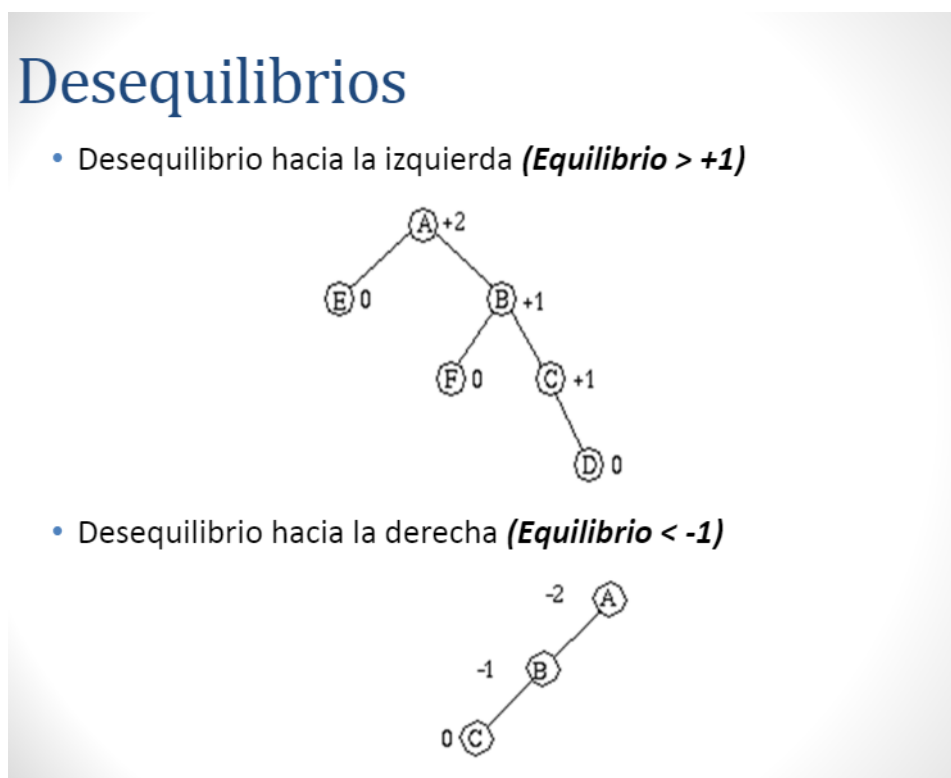 Desequilibrios
• Desequilibrio hacia la izquierda (Equilibrio > +1)
A +2
E 0
B +1
F 0
C +1
D 0
• Desequilibrio hacia la derecha (Equilibrio < -1)
-2 A
-1 B
0 C